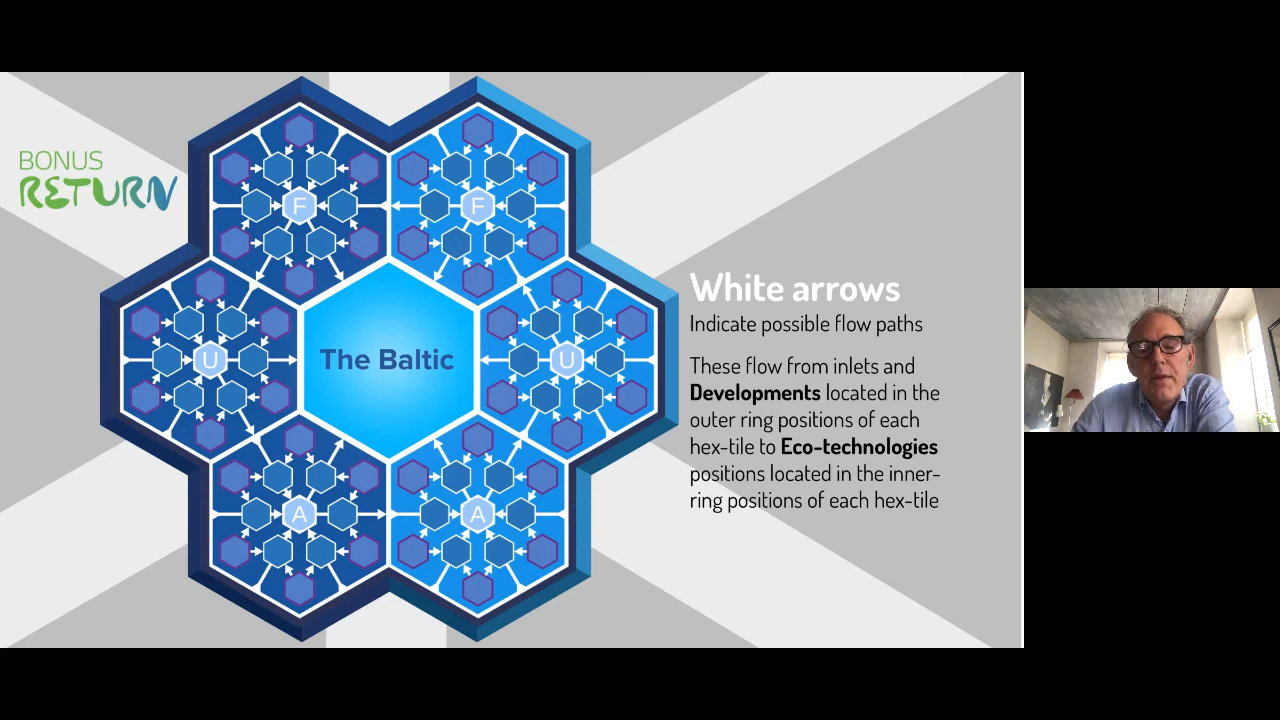 BONUS
RETURN
F
F
U
The Baltic
U
A
A
White arrows
Indicate possible flow paths
These flow from inlets and
Developments located in the
outer ring positions of each
hex-tile to Eco-technologies
positions located in the inner-
ring positions of each hex-tile